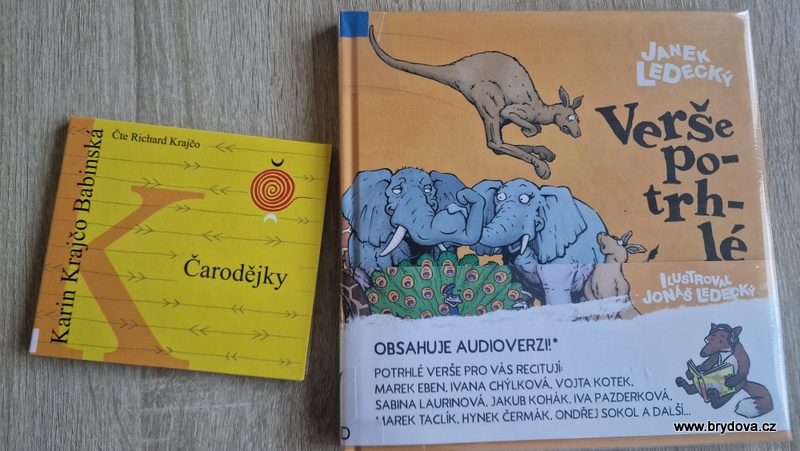 Karin Krajčo Babinská
Čte Richard Krajčo
K
Čarodějky
JANEK
LEDECKÝ
Verše
po-
trh-
lé
ILUSTROVAL
JONÁŠ LEDECKÝ
OBSAHUJE AUDIOVERZI!*
POTRHLÉ VERŠE PRO VÁS RECITUJÍ:
MAREK EBEN, IVANA CHÝLKOVÁ, VOJTA KOTEK,
SABINA LAURINOVÁ, JAKUB KOHÁK, IVA PAZDERKOVÁ,
MAREK TACLÍK, HYNEK ČERMÁK, ONDŘEJ SOKOL A DALŠÍ...
www.brydova.cz